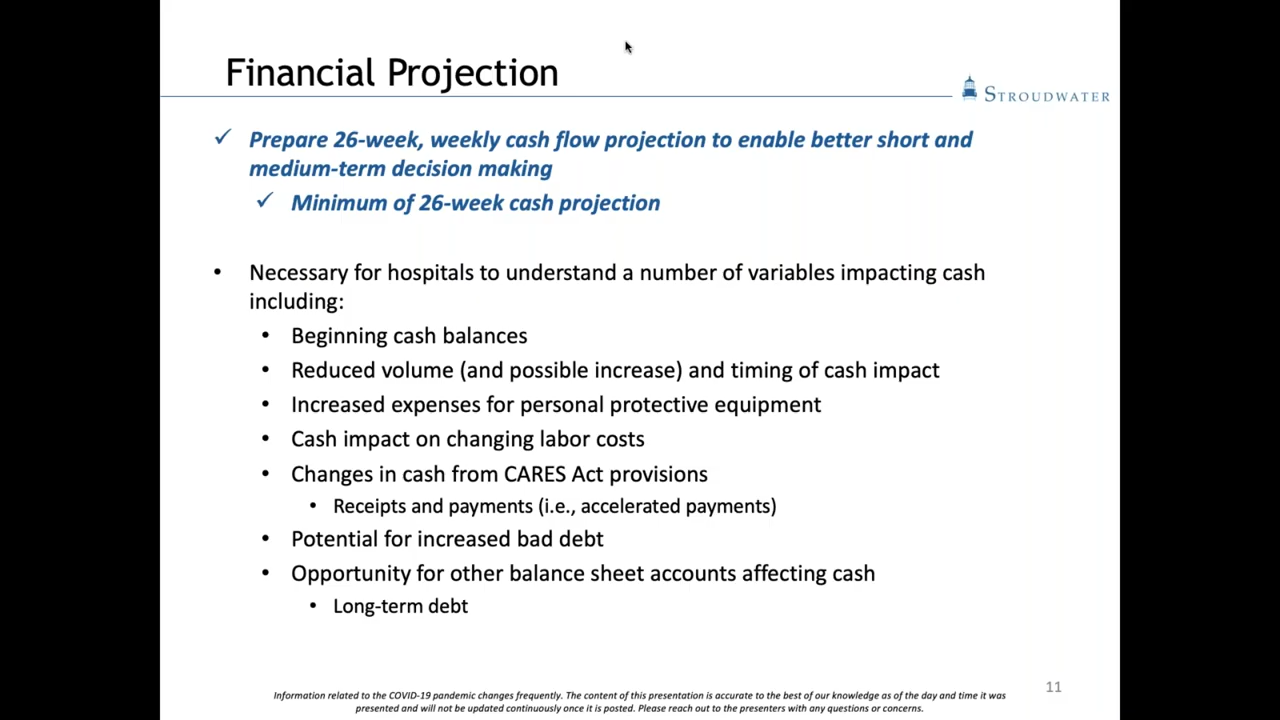 Financial Projection
STROUDWATER
✓ Prepare 26-week, weekly cash flow projection to enable better short and
medium-term decision making
✓ Minimum of 26-week cash projection
• Necessary for hospitals to understand a number of variables impacting cash
including:
• Beginning cash balances
• Reduced volume (and possible increase) and timing of cash impact
• Increased expenses for personal protective equipment
• Cash impact on changing labor costs
• Changes in cash from CARES Act provisions
• Receipts and payments (i.e., accelerated payments)
• Potential for increased bad debt
• Opportunity for other balance sheet accounts affecting cash
• Long-term debt
11
Information related to the COVID-19 pandemic changes frequently. The content of this presentation is accurate to the best of our knowledge as of the day and time it was
presented and will not be updated continuously once it is posted. Please reach out to the presenters with any questions or concerns.